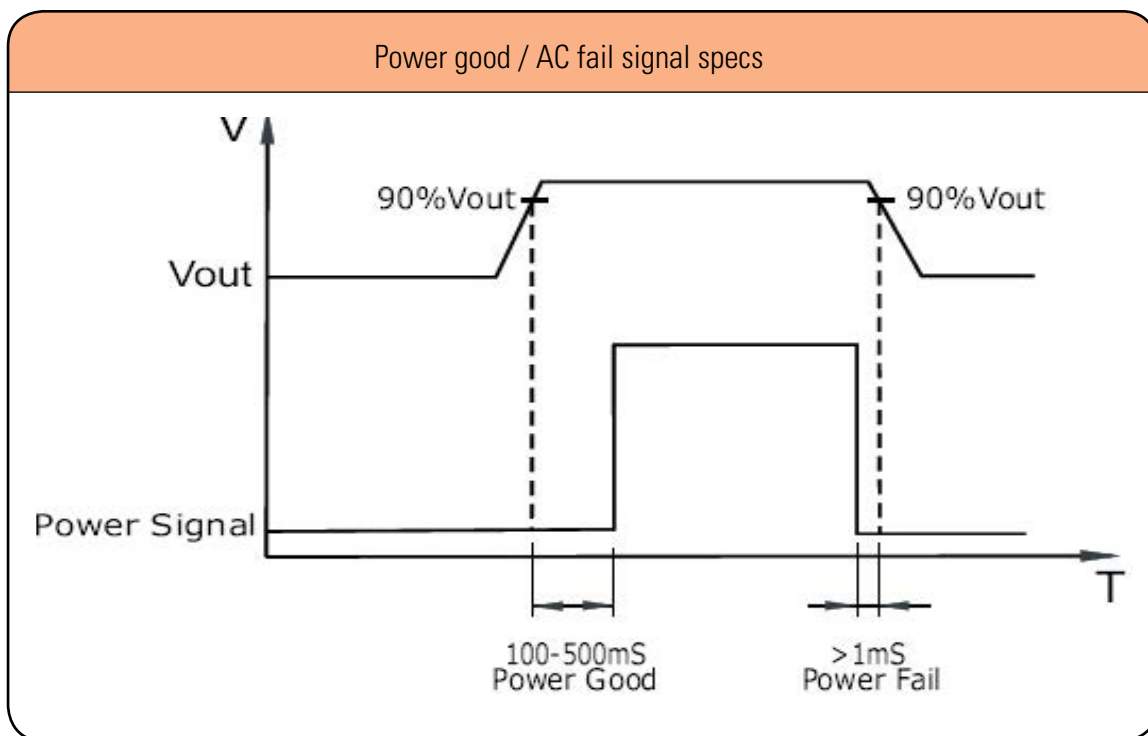 Power good / AC fail signal specs
V
90%Vout
90%Vout
Vout
Power Signal
T
100-500mS
Power Good
>1mS
Power Fail